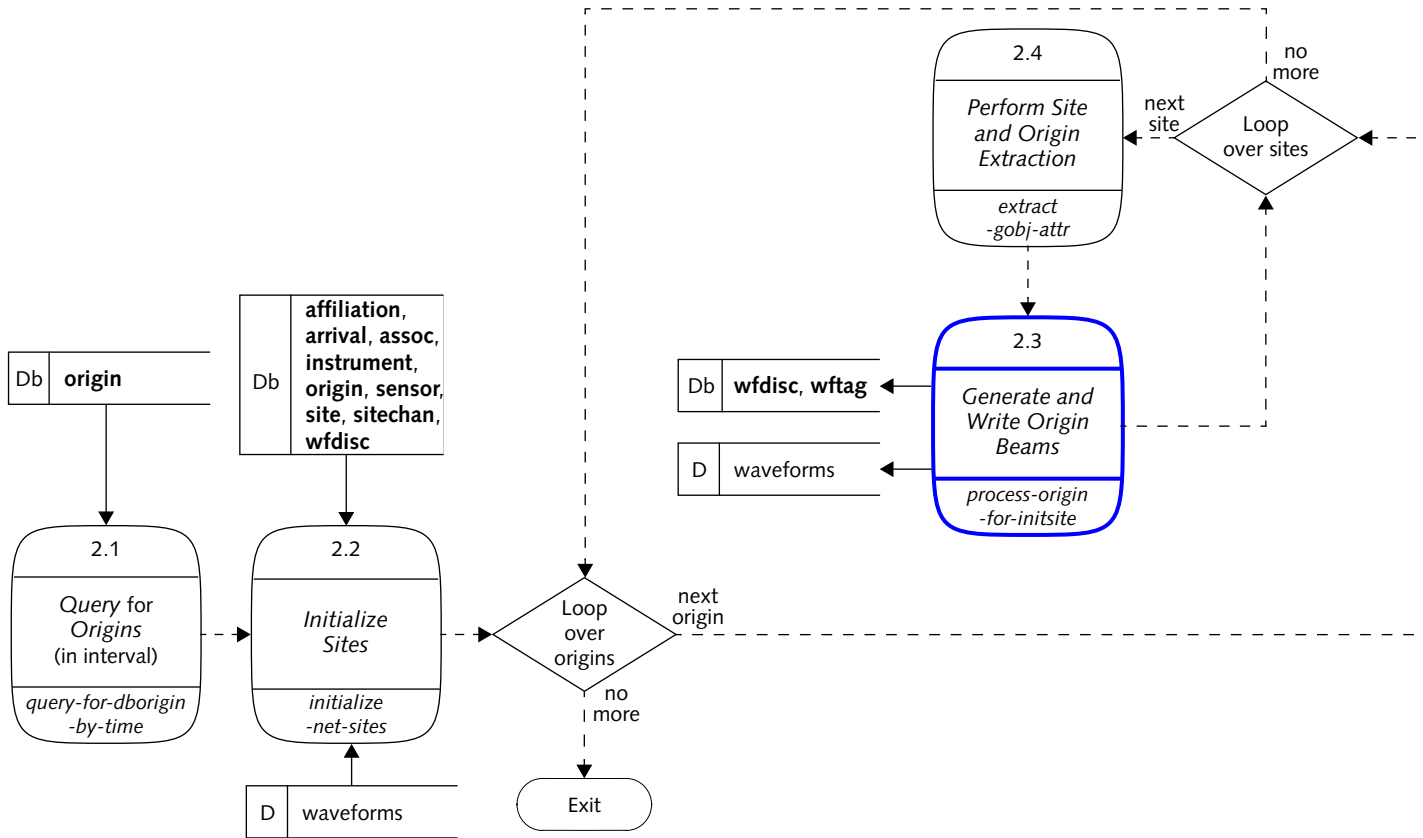 2.4
Perform Site
and Origin
Extraction
extract
-gobj-attr
next
site
Loop
over sites
no
more
Db
affiliation,
arrival, assoc,
instrument,
origin, sensor,
site, sitechan,
wfdisc
Db
origin
2.3
Generate and
Write Origin
Beams
process-origin
-for-initsite
Db
wfdisc, wftag
D
waveforms
2.1
Query for
Origins
(in interval)
query-for-dborigin
-by-time
2.2
Initialize
Sites
initialize
-net-sites
Loop
over
origins
next
origin
no
more
D
waveforms
Exit